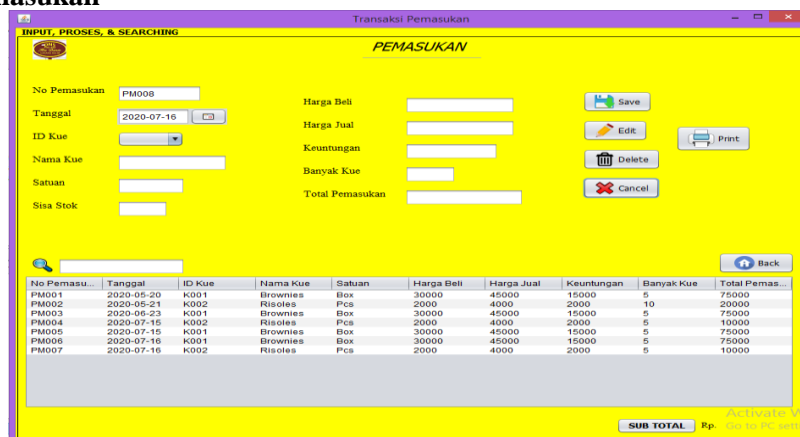 masukan
Transaksi Pemasukan
INPUT, PROSES, & SEARCHING
PEMASUKAN
No Pemasukan PM008
Tanggal 2020-07-16
ID Kue
Nama Kue
Satuan
Sisa Stok
Harga Beli
Harga Jual
Keuntungan
Banyak Kue
Total Pemasukan
Save
Edit
Delete
Cancel
Print
Back
No Pemasu... Tanggal ID Kue Nama Kue Satuan Harga Beli Harga Jual Keuntungan Banyak Kue Total Pemas...
PM001 2020-05-20 K001 Brownies Box 30000 45000 15000 5 75000
PM002 2020-05-21 K002 Risoles Pcs 2000 4000 2000 10 20000
PM003 2020-06-23 K001 Brownies Box 30000 45000 15000 5 75000
PM004 2020-07-15 K002 Risoles Pcs 2000 4000 2000 5 10000
PM005 2020-07-15 K001 Brownies Box 30000 45000 15000 5 75000
PM006 2020-07-16 K001 Brownies Box 30000 45000 15000 5 75000
PM007 2020-07-16 K002 Risoles Pcs 2000 4000 2000 5 10000
Activate W
SUB TOTAL Rp. Go to PC sett